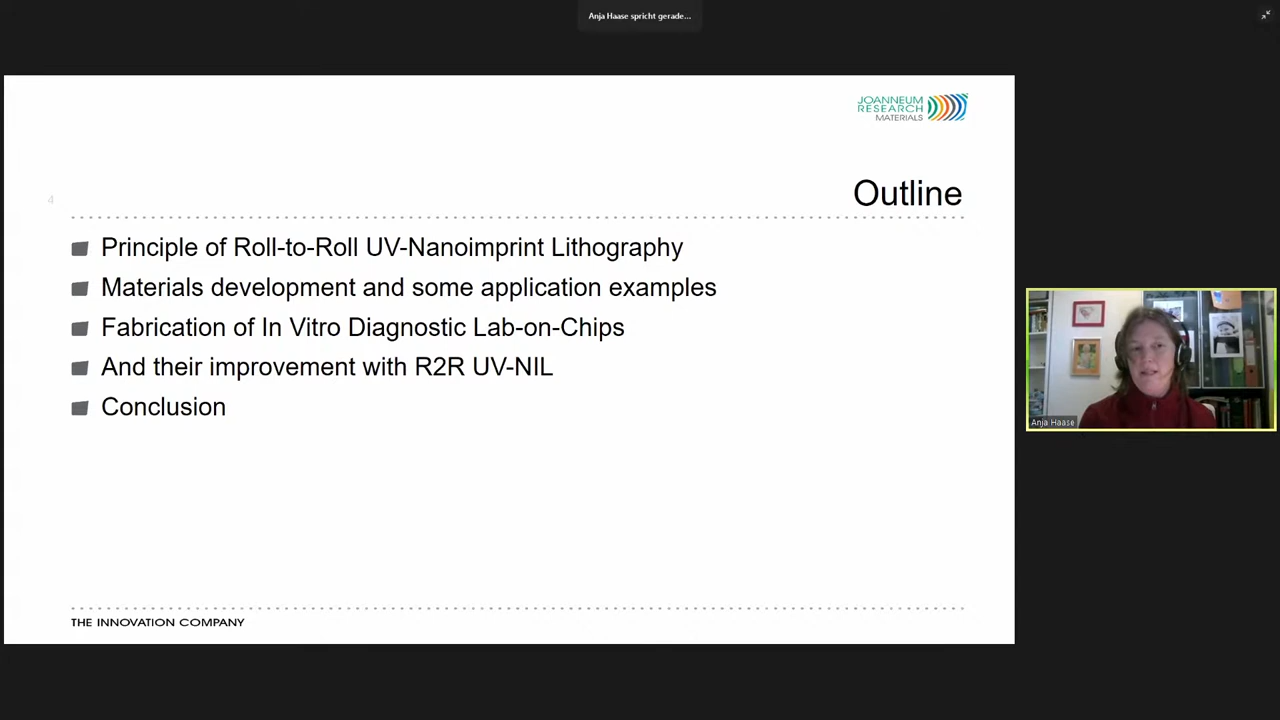 Anja Haase spricht gerade...
JOANNEUM
RESEARCH
MATERIALS
4
Outline
Principle of Roll-to-Roll UV-Nanoimprint Lithography
Materials development and some application examples
Fabrication of In Vitro Diagnostic Lab-on-Chips
And their improvement with R2R UV-NIL
Conclusion
Anja Haase
THE INNOVATION COMPANY